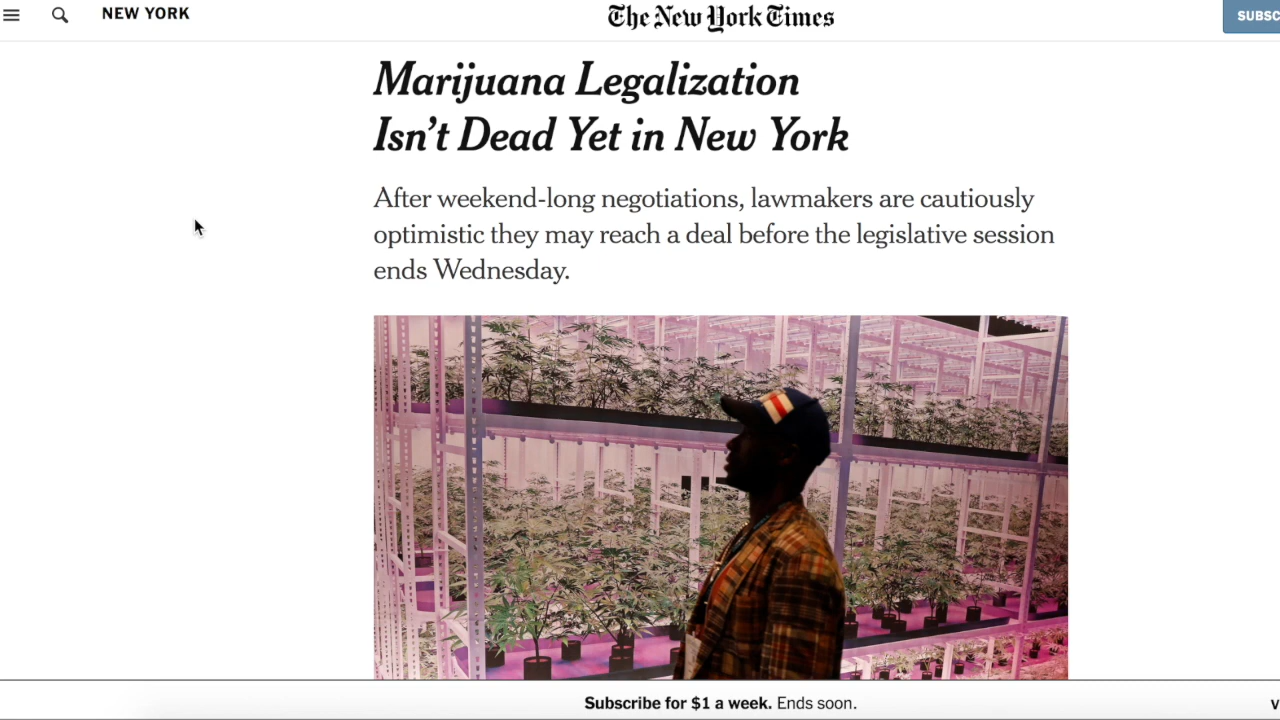 NEW YORK
The New York Times
SUBSC
Marijuana Legalization
Isn't Dead Yet in New York
After weekend-long negotiations, lawmakers are cautiously
optimistic they may reach a deal before the legislative session
ends Wednesday.
Subscribe for $1 a week. Ends soon.
V